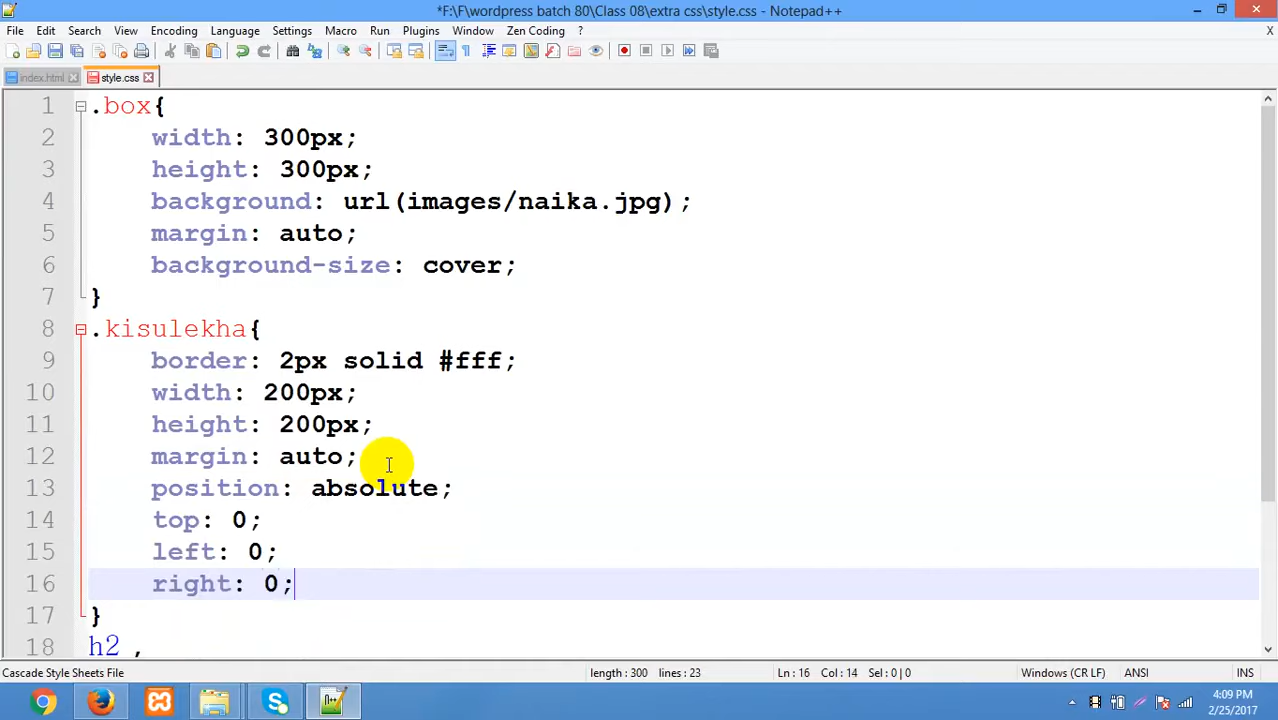 *F:\F\wordpress batch 80\Class 08\extra css\style.css - Notepad++
File Edit Search View Encoding Language Settings Macro Run Plugins Window Zen Coding ? X
index.html style.css
1 .box{
2 width: 300px;
3 height: 300px;
4 background: url(images/naika.jpg);
5 margin: auto;
6 background-size: cover;
7 }
8 .kisulekha{
9 border: 2px solid #fff;
10 width: 200px;
11 height: 200px;
12 margin: auto;
13 position: absolute;
14 top: 0;
15 left: 0;
16 right: 0;
17 }
18 h2 ,
Cascade Style Sheets File length : 300 lines : 23 Ln : 16 Col : 14 Sel : 0 | 0 Windows (CR LF) ANSI INS
4:09 PM
2/25/2017